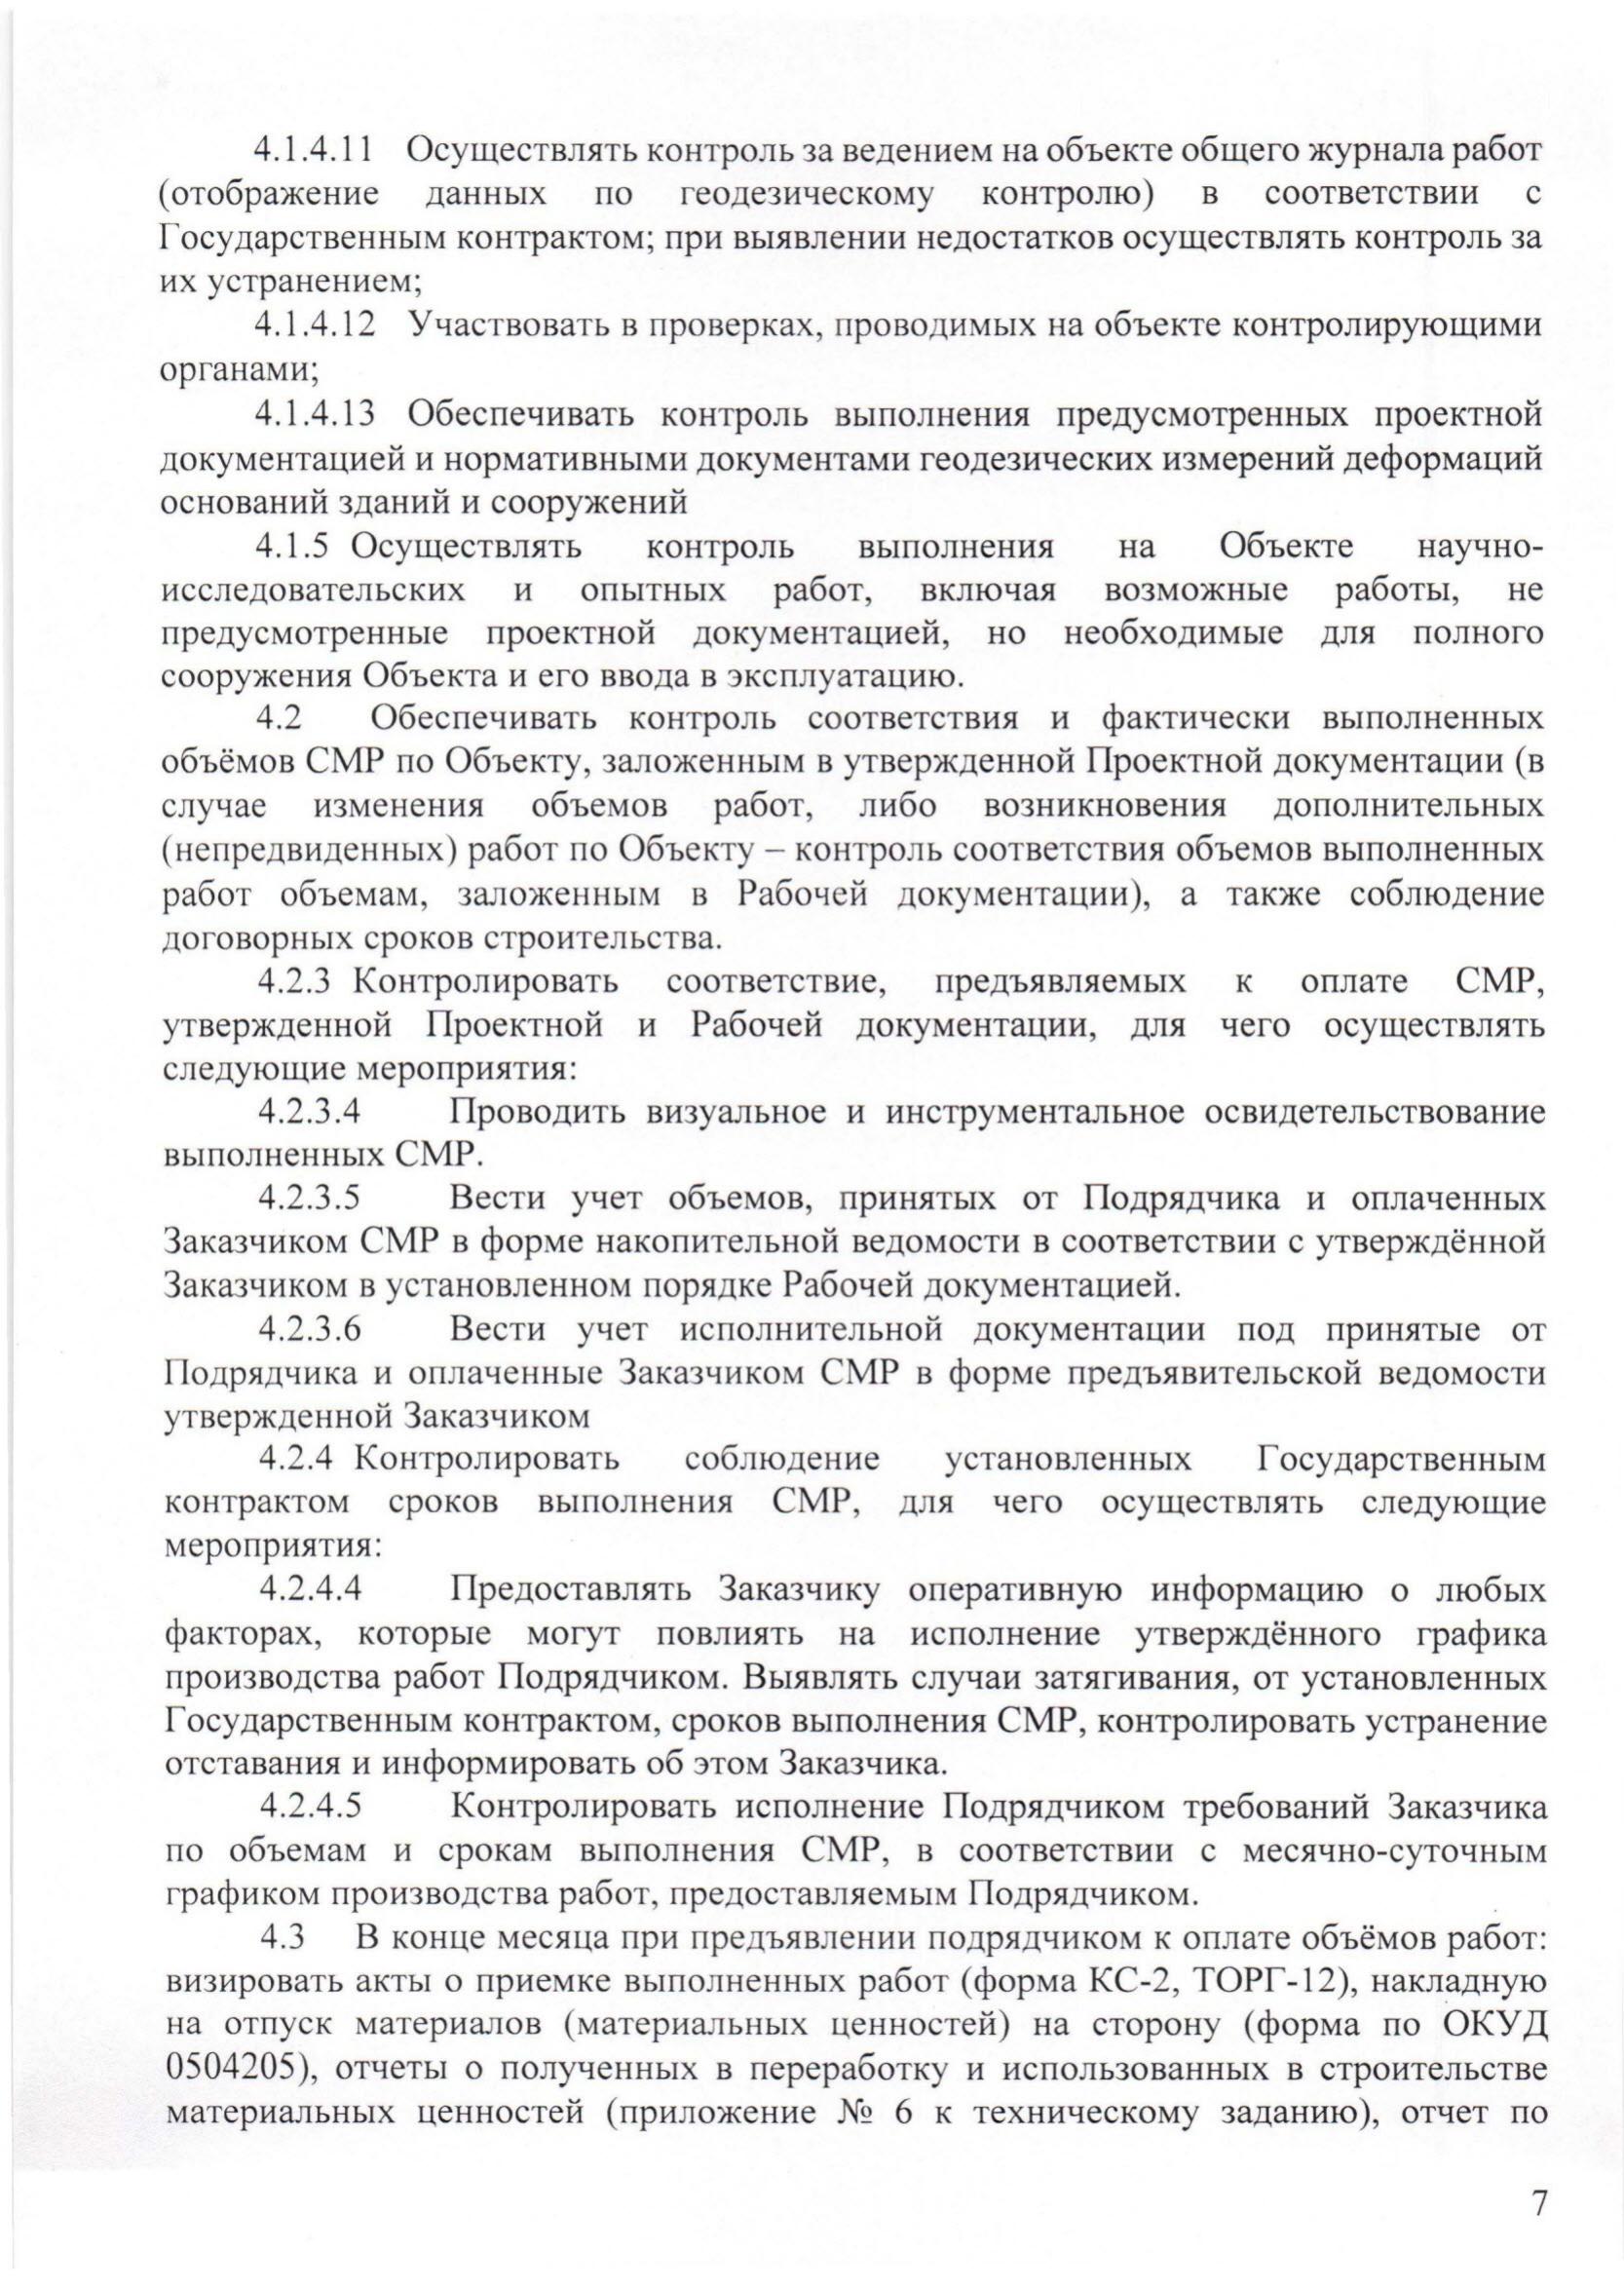 4.1.4.11 Осуществлять контроль за ведением на объекте общего журнала работ
(отображение данных по геодезическому контролю) в соответствии с
Государственным контрактом; при выявлении недостатков осуществлять контроль за
их устранением;
4.1.4.12 Участвовать в проверках, проводимых на объекте контролирующими
органами;
4.1.4.13 Обеспечивать контроль выполнения предусмотренных проектной
документацией и нормативными документами геодезических измерений деформаций
оснований зданий и сооружений
4.1.5 Осуществлять контроль выполнения на Объекте научно-
исследовательских и опытных работ, включая возможные работы, не
предусмотренные проектной документацией, но необходимые для полного
сооружения Объекта и его ввода в эксплуатацию.
4.2 Обеспечивать контроль соответствия и фактически выполненных
объёмов СМР по Объекту, заложенным в утвержденной Проектной документации (в
случае изменения объемов работ, либо возникновения дополнительных
(непредвиденных) работ по Объекту – контроль соответствия объемов выполненных
работ объемам, заложенным в Рабочей документации), а также соблюдение
договорных сроков строительства.
4.2.3 Контролировать соответствие, предъявляемых к оплате СМР,
утвержденной Проектной и Рабочей документации, для чего осуществлять
следующие мероприятия:
4.2.3.4 Проводить визуальное и инструментальное освидетельствование
выполненных СМР.
4.2.3.5 Вести учет объемов, принятых от Подрядчика и оплаченных
Заказчиком СМР в форме накопительной ведомости в соответствии с утверждённой
Заказчиком в установленном порядке Рабочей документацией.
4.2.3.6 Вести учет исполнительной документации под принятые от
Подрядчика и оплаченные Заказчиком СМР в форме предъявительской ведомости
утвержденной Заказчиком
4.2.4 Контролировать соблюдение установленных Государственным
контрактом сроков выполнения СМР, для чего осуществлять следующие
мероприятия:
4.2.4.4 Предоставлять Заказчику оперативную информацию о любых
факторах, которые могут повлиять на исполнение утверждённого графика
производства работ Подрядчиком. Выявлять случаи затягивания, от установленных
Государственным контрактом, сроков выполнения СМР, контролировать устранение
отставания и информировать об этом Заказчика.
4.2.4.5 Контролировать исполнение Подрядчиком требований Заказчика
по объемам и срокам выполнения СМР, в соответствии с месячно-суточным
графиком производства работ, предоставляемым Подрядчиком.
4.3 В конце месяца при предъявлении подрядчиком к оплате объёмов работ:
визировать акты о приемке выполненных работ (форма КС-2, ТОРГ-12), накладную
на отпуск материалов (материальных ценностей) на сторону (форма по ОКУД
0504205), отчеты о полученных в переработку и использованных в строительстве
материальных ценностей (приложение № 6 к техническому заданию), отчет по
7